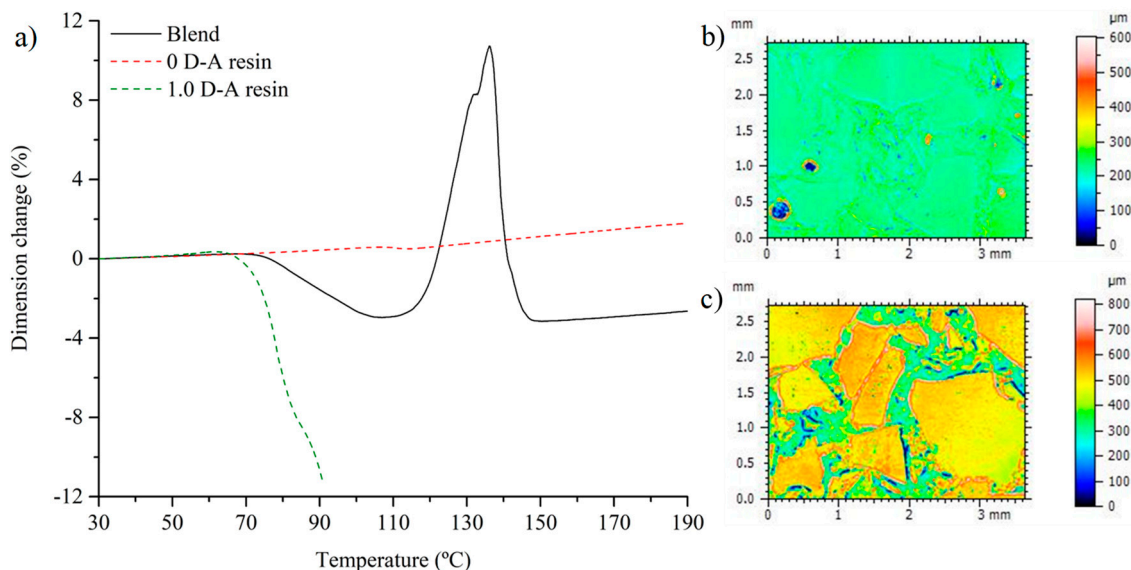 a)
Blend
0 D-A resin
1.0 D-A resin
12
8
4
0
-4
-8
-12
Dimension change (%)
30 50 70 90 110 130 150 170 190
Temperature (ºC)
b)
mm
2.5
2.0
1.5
1.0
0.5
0.0
0 1 2 3 mm
µm
600
500
400
300
200
100
0
c)
mm
2.5
2.0
1.5
1.0
0.5
0.0
0 1 2 3 mm
µm
800
700
600
500
400
300
200
100
0